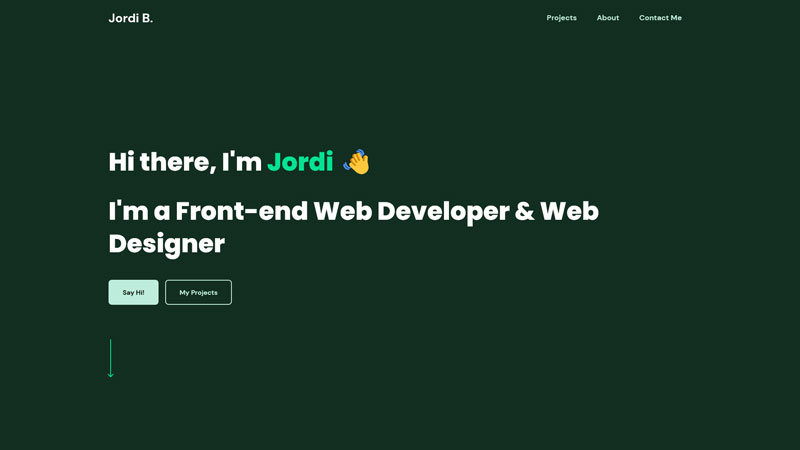 Jordi B.
Projects
About
Contact Me
Hi there, I'm Jordi 👋
I'm a Front-end Web Developer & Web
Designer
Say Hi!
My Projects